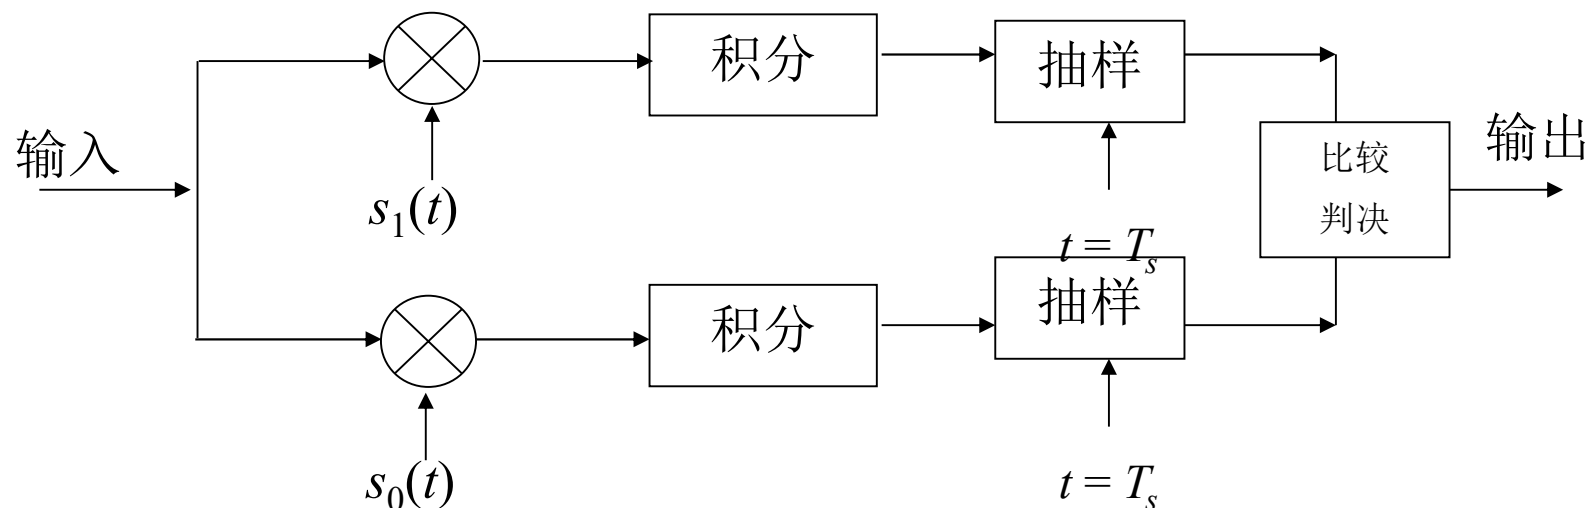 积分
抽样
输入
输出
比较
判决
s₁(t)
t = Tₛ
积分
抽样
s₀(t)
t = Tₛ